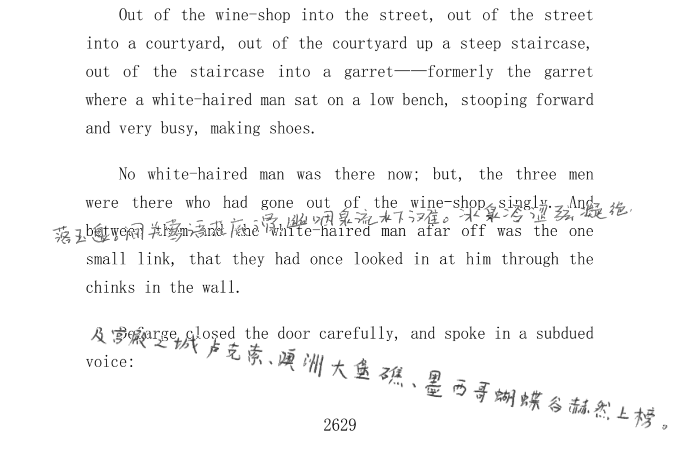 Out of the wine-shop into the street, out of the street
into a courtyard, out of the courtyard up a steep staircase,
out of the staircase into a garret——formerly the garret
where a white-haired man sat on a low bench, stooping forward
and very busy, making shoes.
No white-haired man was there now; but, the three men
were there who had gone out of the wine-shop singly. And
落玉盘。间关莺语花底滑,幽咽泉流水下滩。冰泉冷涩弦凝绝,
between them and the white-haired man afar off was the one
small link, that they had once looked in at him through the
chinks in the wall.
Defarge closed the door carefully, and spoke in a subdued
voice:
及宫殿之城卢克索、澳洲大堡礁、墨西哥蝴蝶谷赫然上榜。
2629